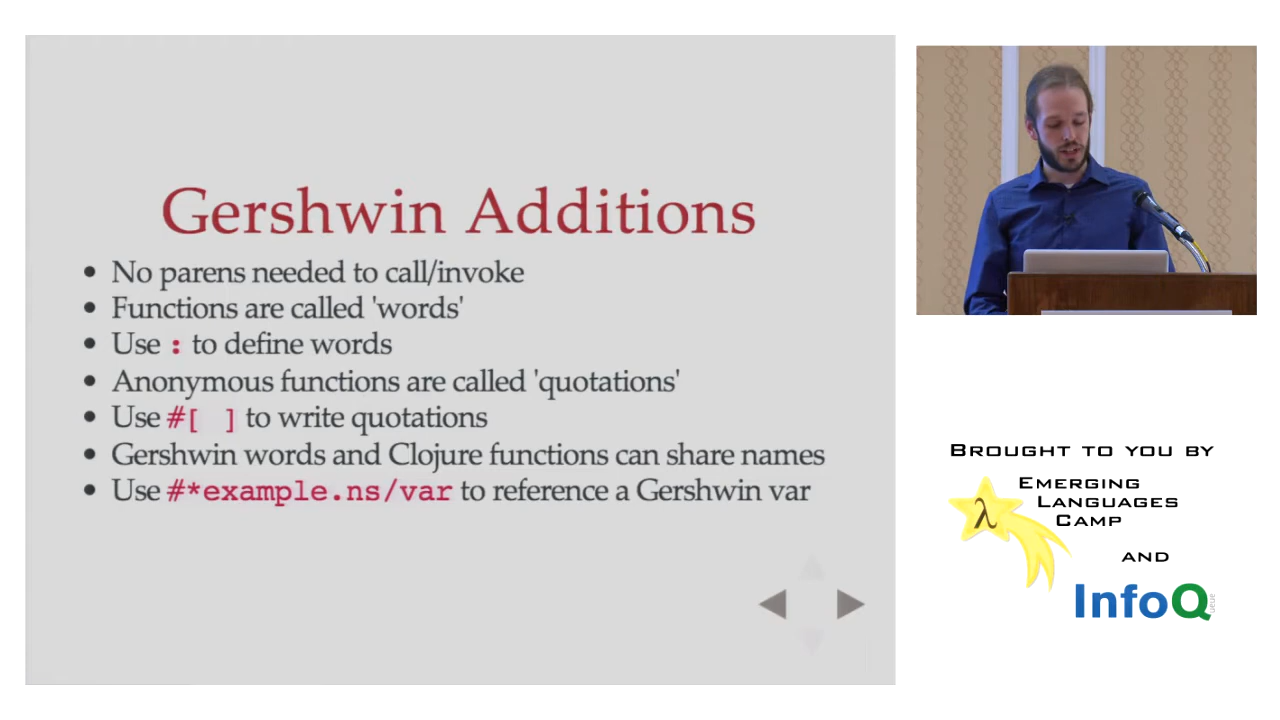 Gershwin Additions
• No parens needed to call/invoke
• Functions are called 'words'
• Use : to define words
• Anonymous functions are called 'quotations'
• Use #[ ] to write quotations
• Gershwin words and Clojure functions can share names
• Use #*example.ns/var to reference a Gershwin var
BROUGHT TO YOU BY
λ
EMERGING
LANGUAGES
CAMP
AND
InfoQ
ueue